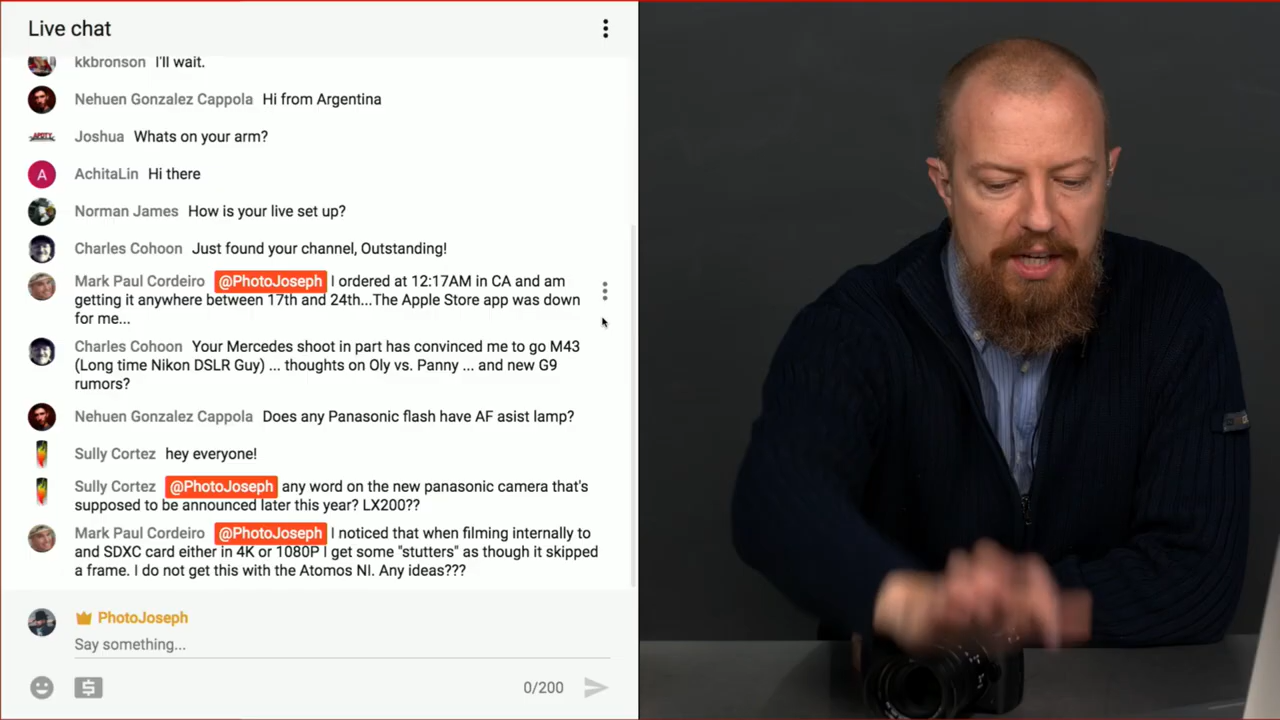 Live chat
kkbronson I'll wait.
Nehuen Gonzalez Cappola Hi from Argentina
Joshua Whats on your arm?
A AchitaLin Hi there
Norman James How is your live set up?
Charles Cohoon Just found your channel, Outstanding!
Mark Paul Cordeiro @PhotoJoseph I ordered at 12:17AM in CA and am
getting it anywhere between 17th and 24th...The Apple Store app was down
for me...
Charles Cohoon Your Mercedes shoot in part has convinced me to go M43
(Long time Nikon DSLR Guy) ... thoughts on Oly vs. Panny ... and new G9
rumors?
Nehuen Gonzalez Cappola Does any Panasonic flash have AF asist lamp?
Sully Cortez hey everyone!
Sully Cortez @PhotoJoseph any word on the new panasonic camera that's
supposed to be announced later this year? LX200??
Mark Paul Cordeiro @PhotoJoseph I noticed that when filming internally to
and SDXC card either in 4K or 1080P I get some "stutters" as though it skipped
a frame. I do not get this with the Atomos NI. Any ideas???
PhotoJoseph
Say something...
$ 0/200